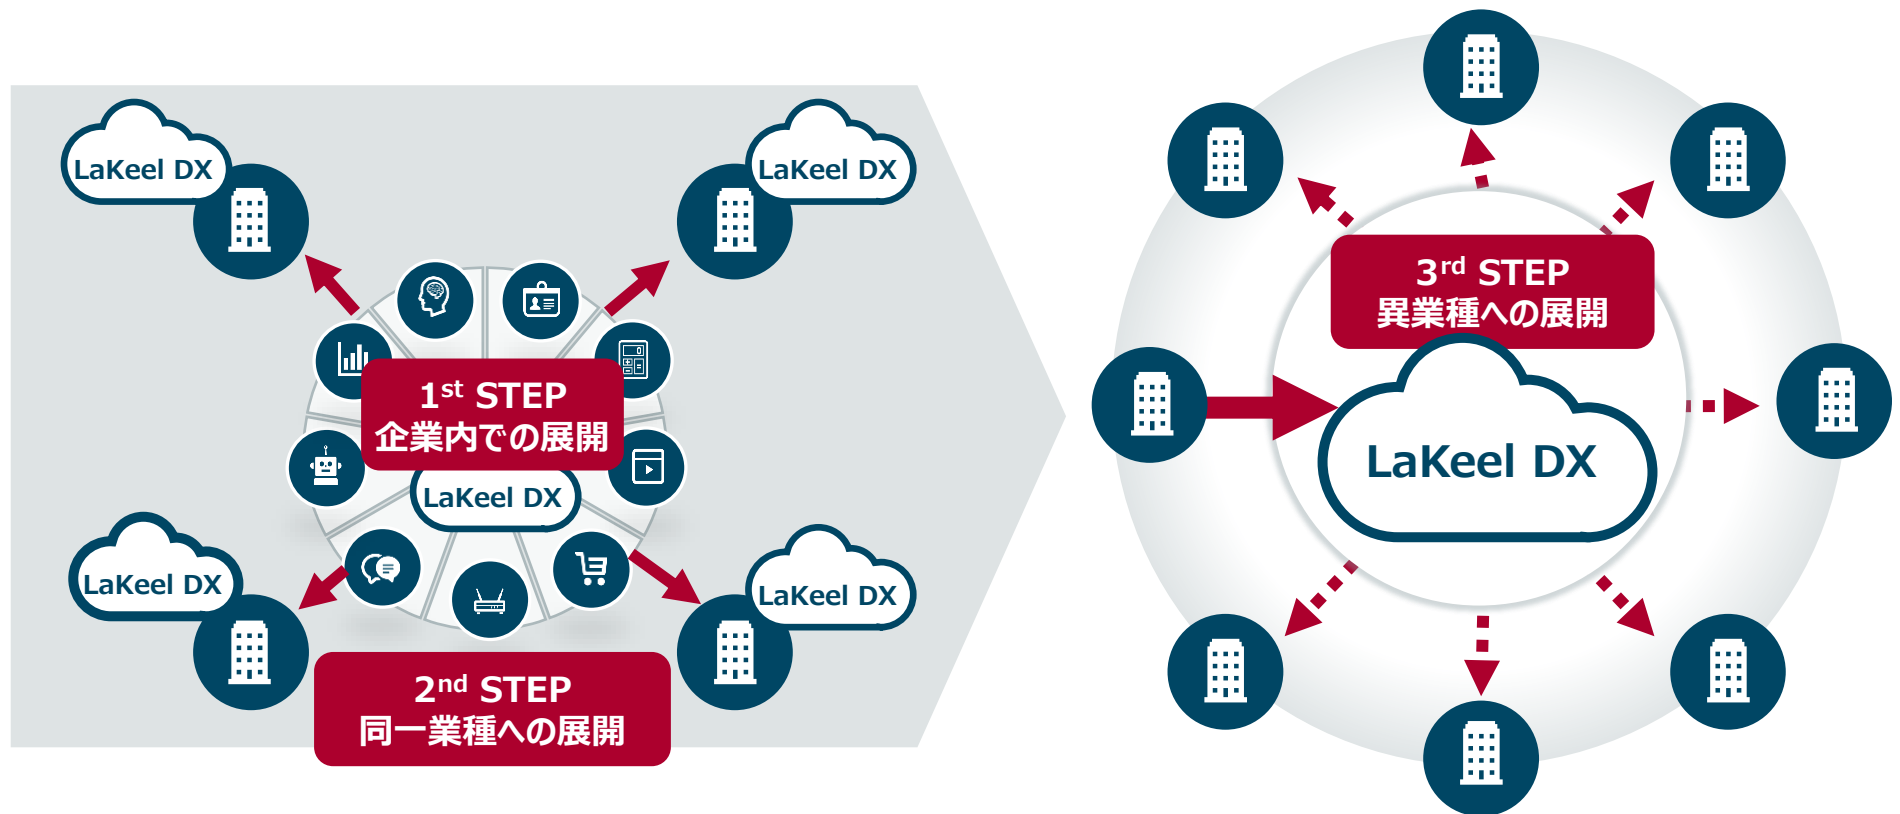 LaKeel DX
LaKeel DX
1st STEP
企業内での展開
LaKeel DX
LaKeel DX
LaKeel DX
2nd STEP
同一業種への展開
3rd STEP
異業種への展開
LaKeel DX